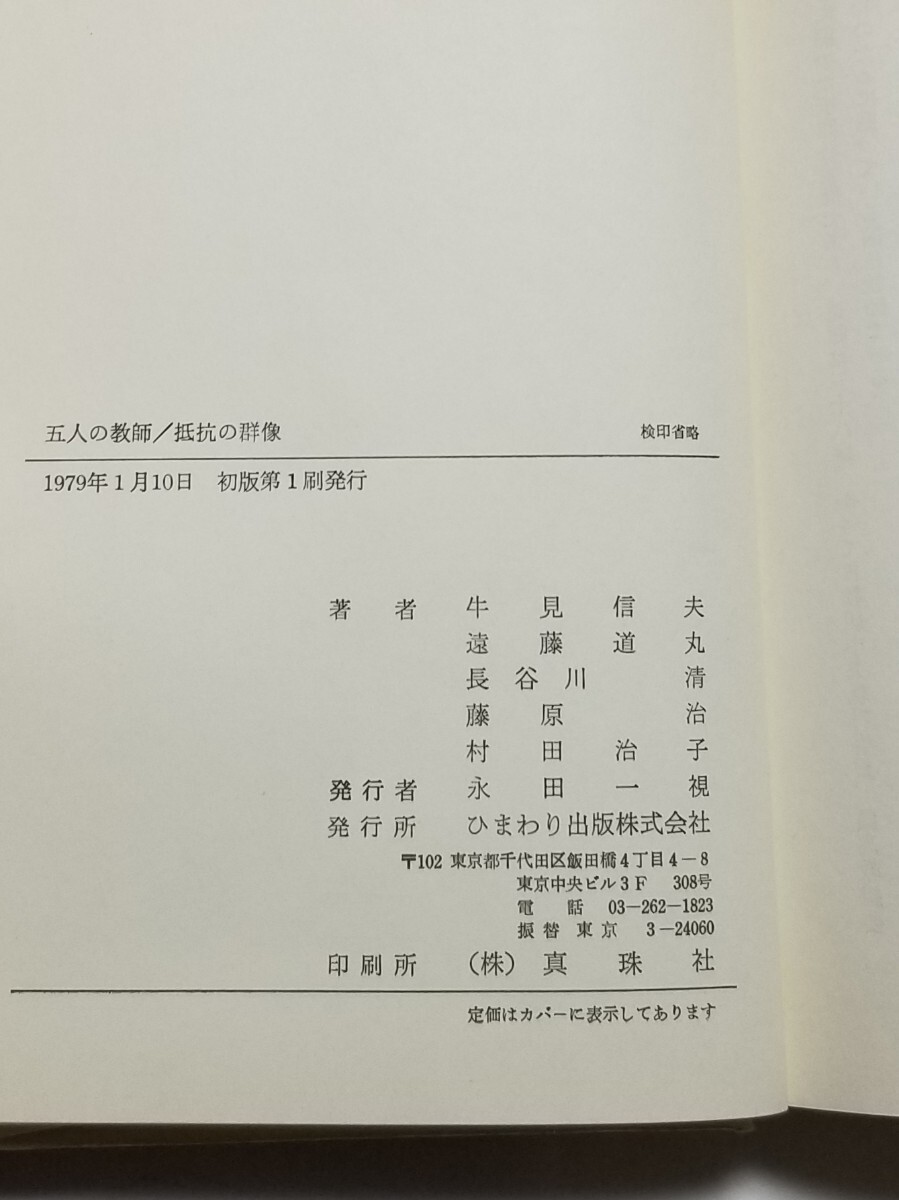 五人の教師／抵抗の群像 検印省略
1979年1月10日 初版第1刷発行
著者 牛見信夫
遠藤道丸
長谷川清
藤原治
村田治子
発行者 永田一視
発行所 ひまわり出版株式会社
〒102 東京都千代田区飯田橋4丁目4－8
東京中央ビル3F 308号
電話 03―262―1823
振替 東京 3―24060
印刷所 （株）真珠社
定価はカバーに表示してあります